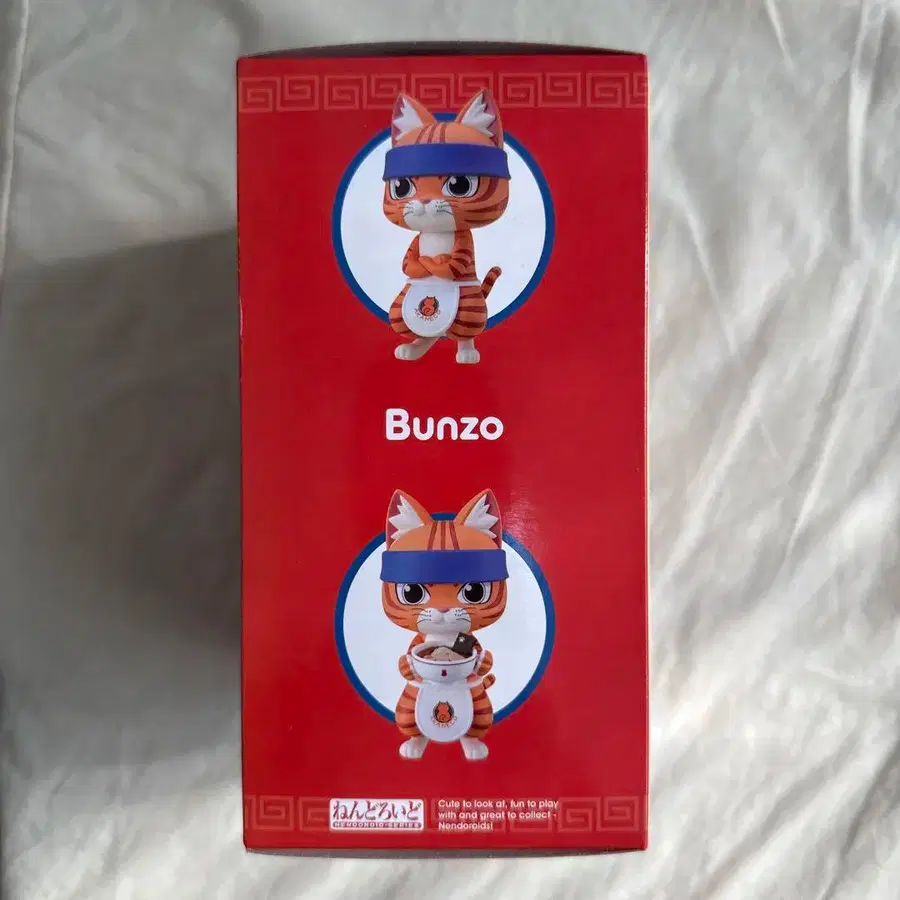 Bunzo
ねんどろいど
NENDOROID・SERIES
Cute to look at, fun to play
with and great to collect -
Nendoroids!